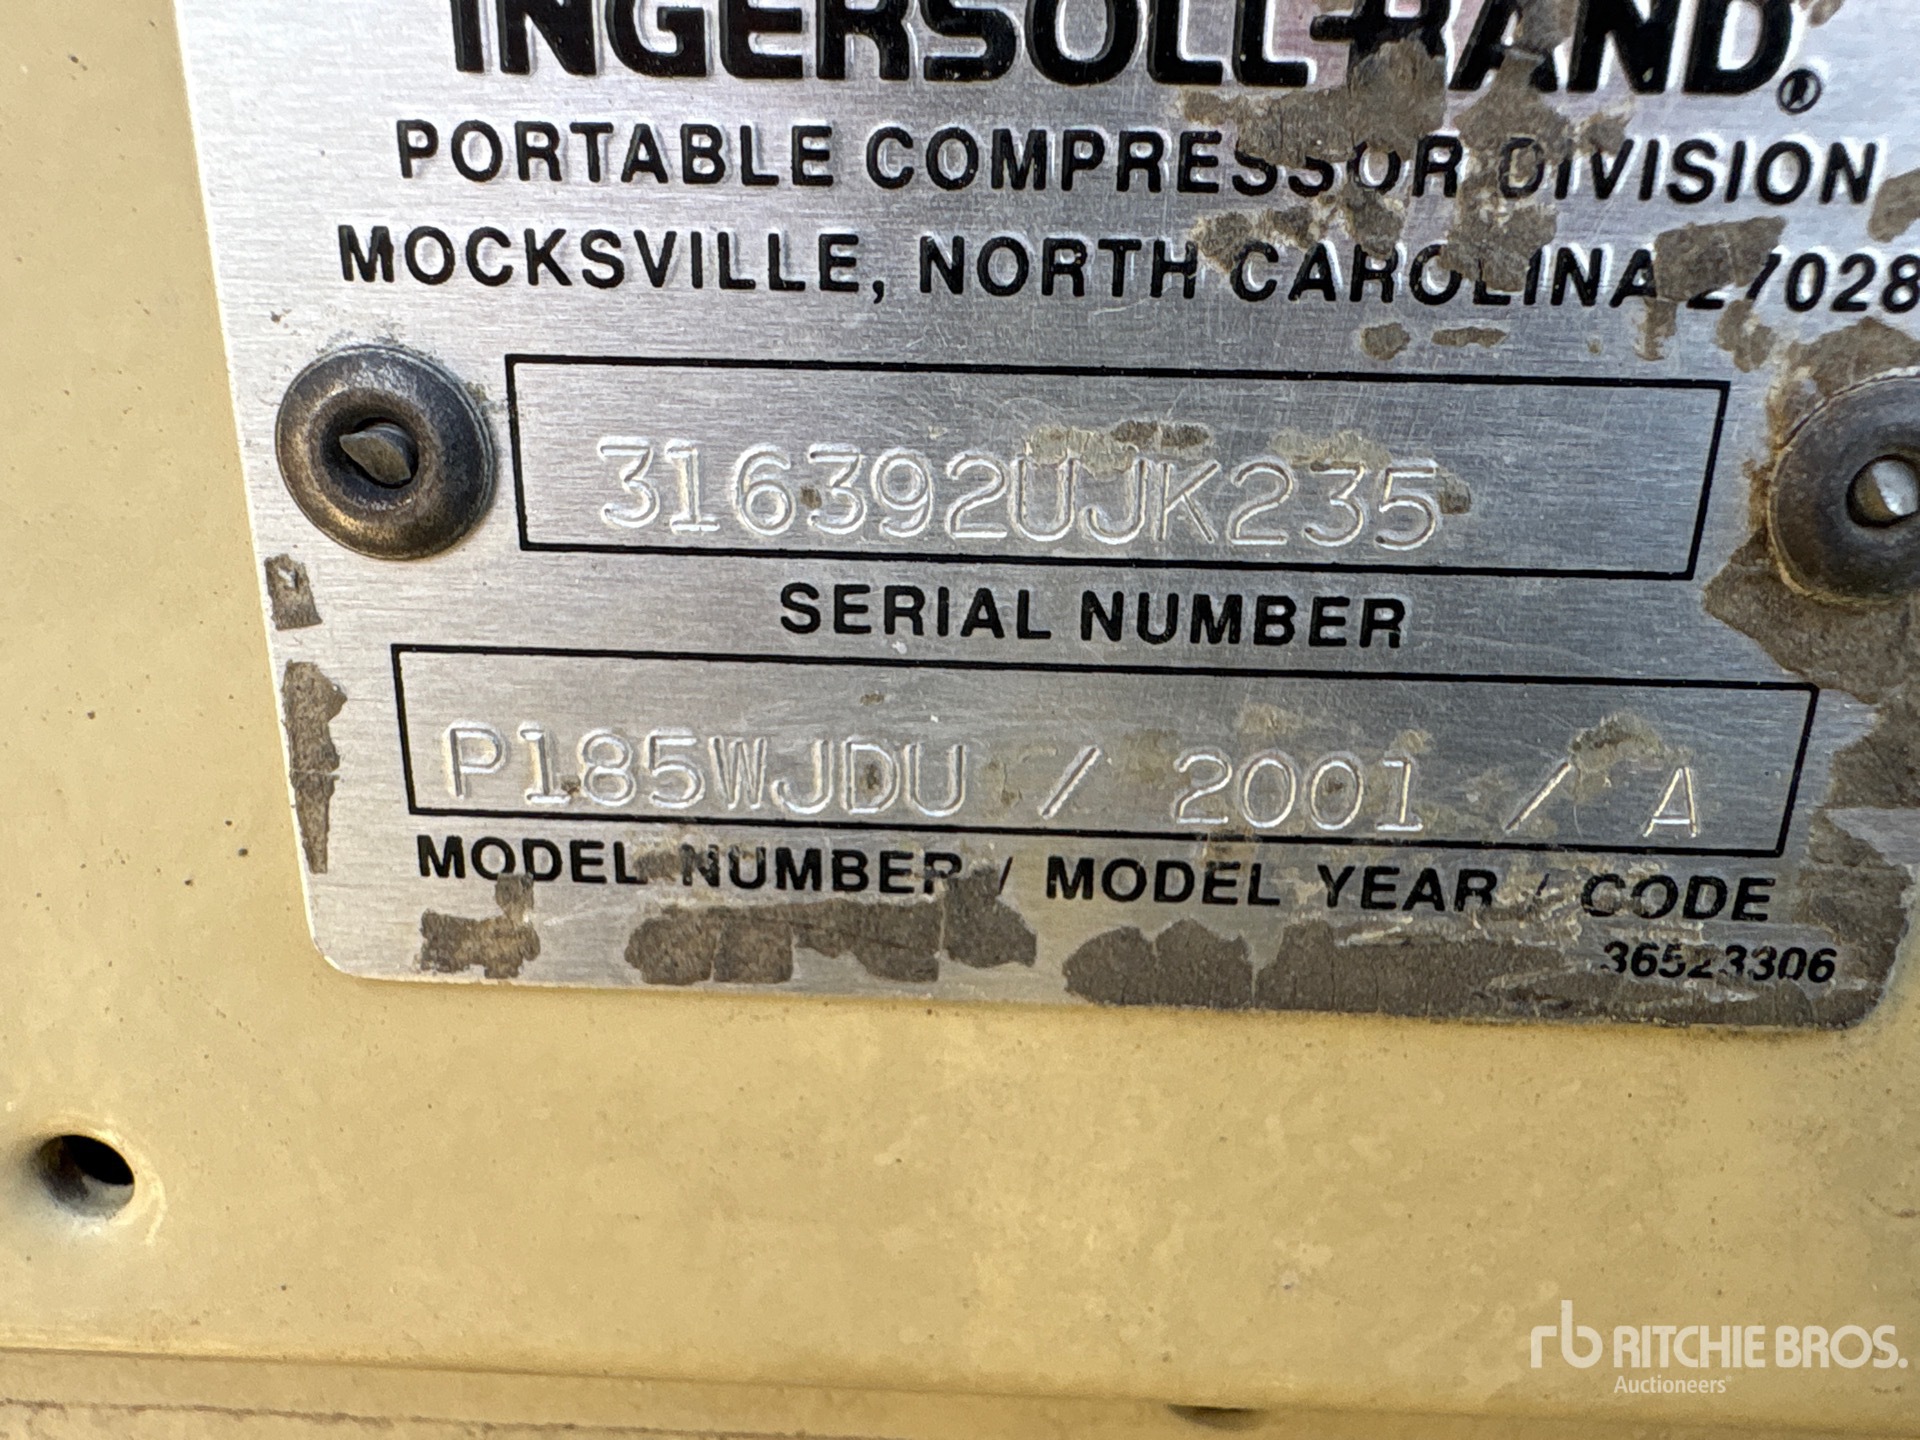 INGERSOLL-RAND®
PORTABLE COMPRESSOR DIVISION
MOCKSVILLE, NORTH CAROLINA 27028
316392UJK235
SERIAL NUMBER
P185WJDU / 2001 / A
MODEL NUMBER / MODEL YEAR / CODE
36523306
rb RITCHIE BROS.
Auctioneers